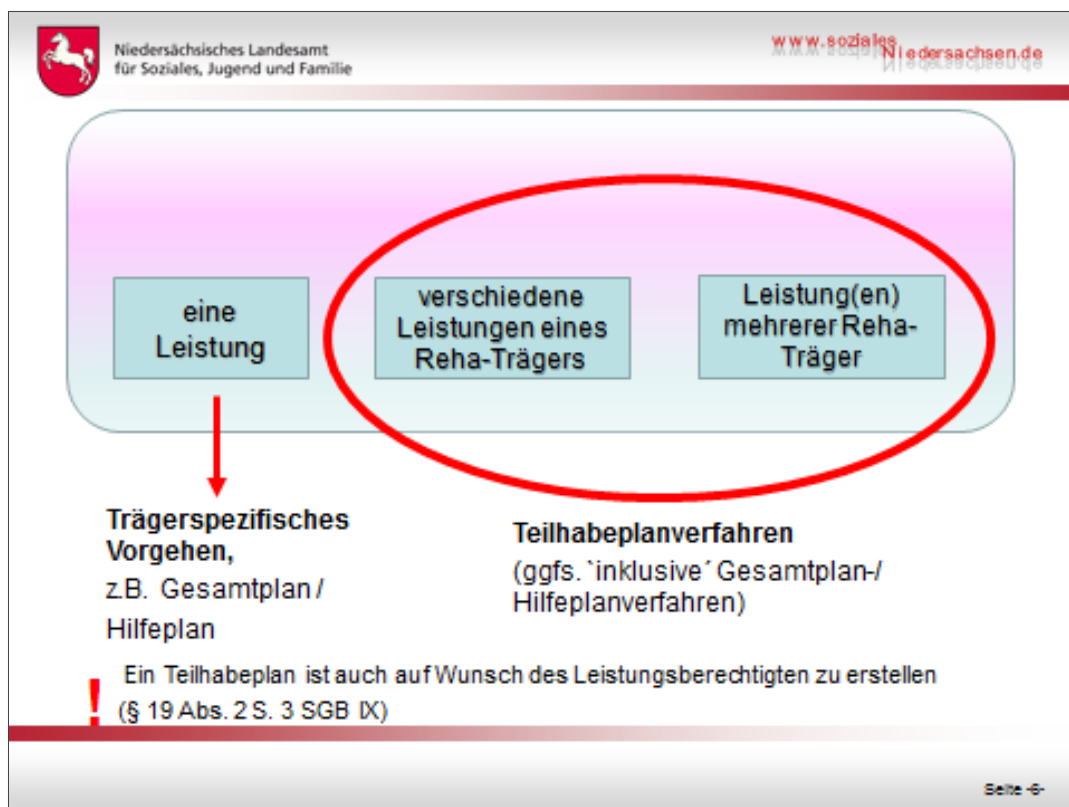 Niedersächsisches Landesamt
für Soziales, Jugend und Familie
www.soziales
Niedersachsen.de
eine
Leistung
verschiedene
Leistungen eines
Reha-Trägers
Leistung(en)
mehrerer Reha-
Träger
Trägerspezifisches
Vorgehen,
z.B. Gesamtplan /
Hilfeplan
Teilhabeplanverfahren
(ggfs. `inklusive´ Gesamtplan-/
Hilfeplanverfahren)
! Ein Teilhabeplan ist auch auf Wunsch des Leistungsberechtigten zu erstellen
(§ 19 Abs. 2 S. 3 SGB IX)
Seite -6-